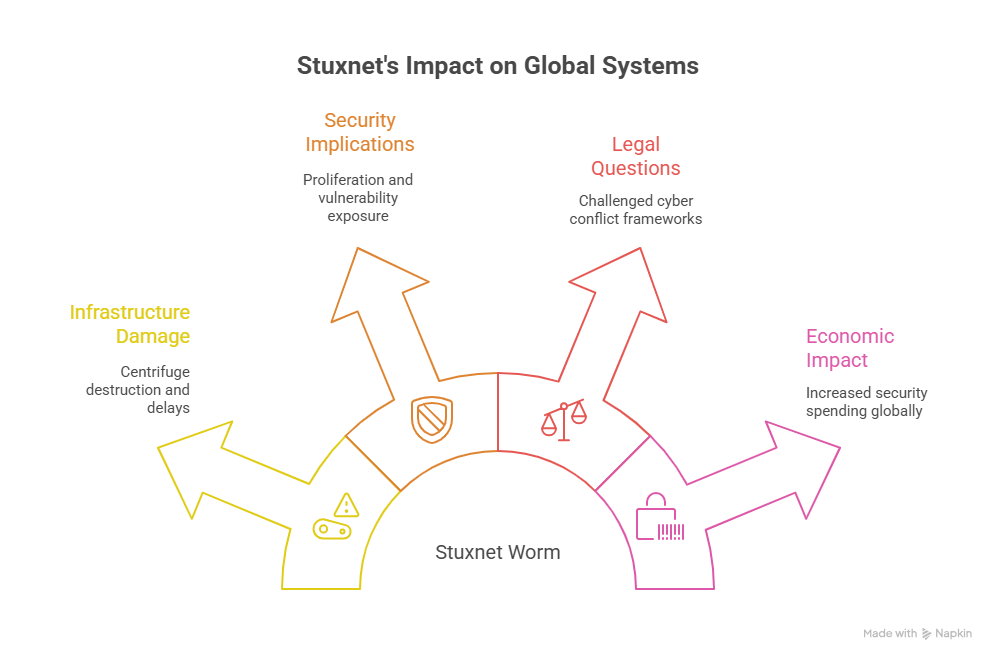 Stuxnet's Impact on Global Systems
Security
Implications
Proliferation and
vulnerability
exposure
Legal
Questions
Challenged cyber
conflict frameworks
Infrastructure
Damage
Centrifuge
destruction and
delays
Economic
Impact
Increased security
spending globally
Stuxnet Worm
Made with Napkin